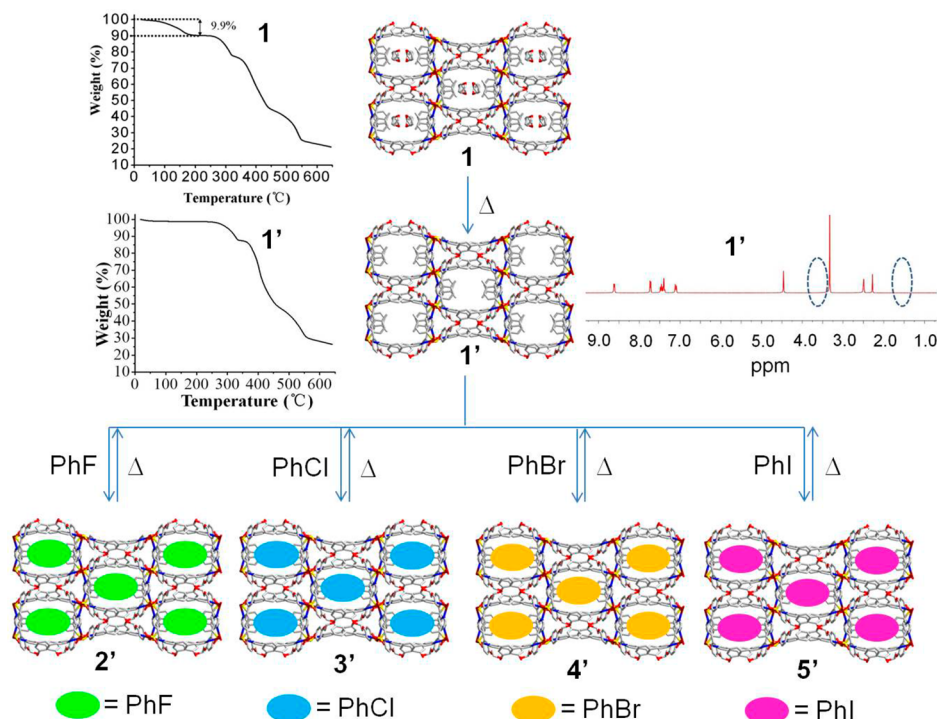 100
90
80
70
60
50
40
30
20
10
9.9%
1
Weight (%)
0 100 200 300 400 500 600
Temperature (℃)
1
Δ
100
90
80
70
60
50
40
30
20
10
1’
Weight (%)
0 100 200 300 400 500 600
Temperature (℃)
1’
1’
9.0 8.0 7.0 6.0 5.0 4.0 3.0 2.0 1.0
ppm
PhF Δ PhCl Δ PhBr Δ PhI Δ
2’ 3’ 4’ 5’
= PhF = PhCl = PhBr = PhI